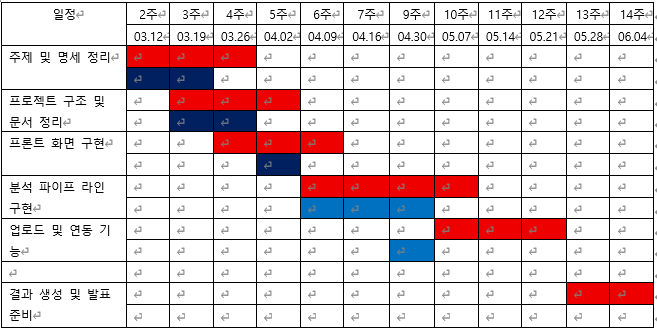 일정 2주 3주 4주 5주 6주 7주 9주 10주 11주 12주 13주 14주
03.12 03.19 03.26 04.02 04.09 04.16 04.30 05.07 05.14 05.21 05.28 06.04
주제 및 명세 정리
프로젝트 구조 및
문서 정리
프론트 화면 구현
분석 파이프 라인
구현
업로드 및 연동 기
능
결과 생성 및 발표
준비